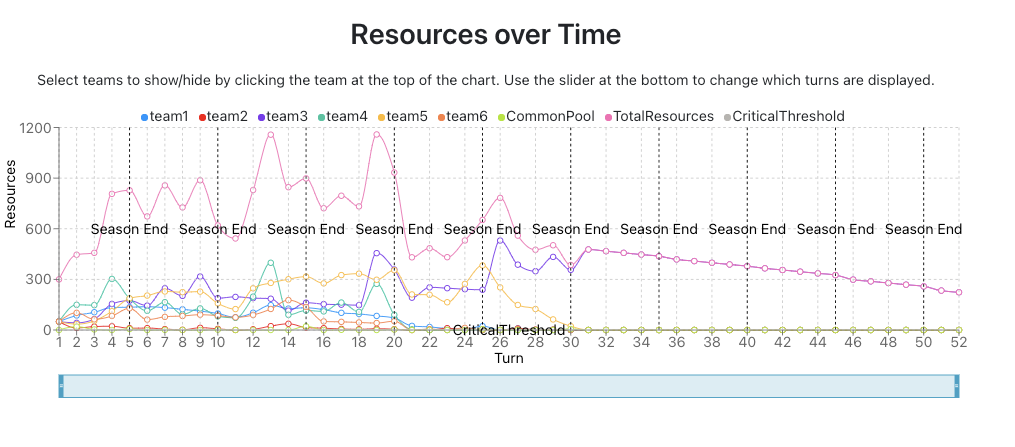 Resources over Time
Select teams to show/hide by clicking the team at the top of the chart. Use the slider at the bottom to change which turns are displayed.
team1 team2 team3 team4 team5 team6 CommonPool TotalResources CriticalThreshold
1200
900
600
300
0
Resources
Season End Season End Season End Season End Season End Season End Season End Season End Season End Season End
CriticalThreshold
1 2 3 4 5 6 7 8 9 10 12 14 16 18 20 22 24 26 28 30 32 34 36 38 40 42 44 46 48 50 52
Turn